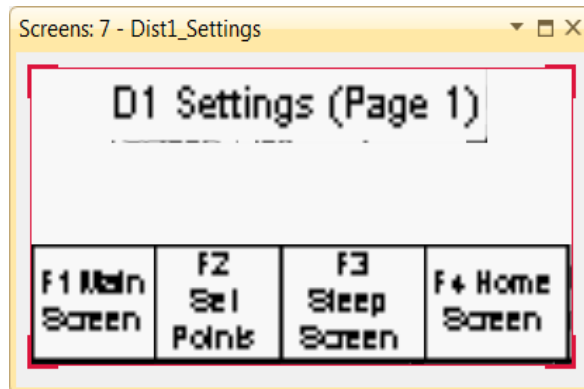 Screens: 7 - Dist1_Settings
D1 Settings (Page 1)
F1 Main
Screen
F2
Set
Points
F3
Sleep
Screen
F4 Home
Screen